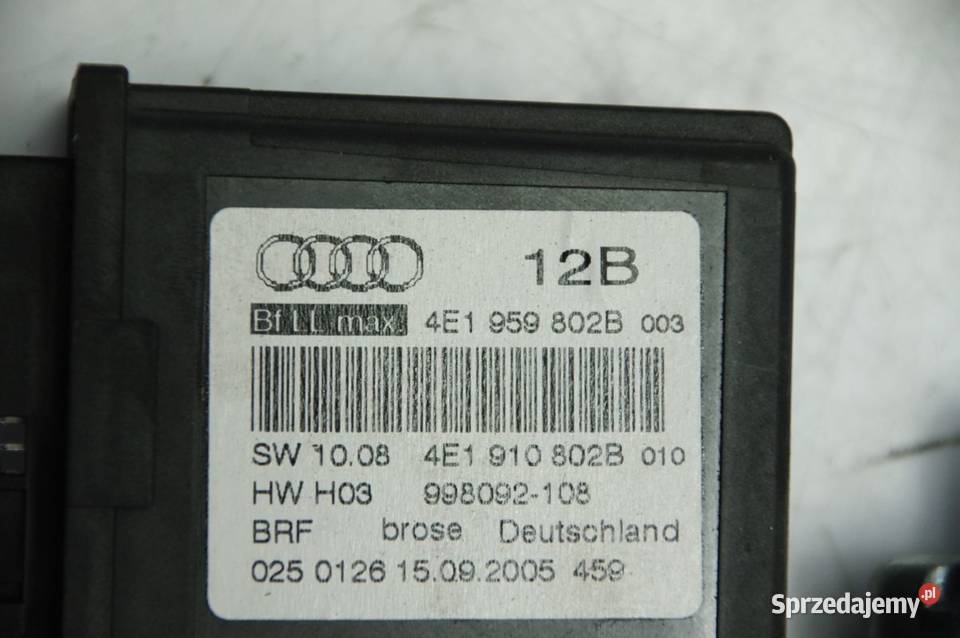 12B
Bf LL max 4E1 959 802B 003
SW 10.08 4E1 910 802B 010
HW H03 998092-108
BRF brose Deutschland
025 0126 15.09.2005 459
Sprzedajemy.pl